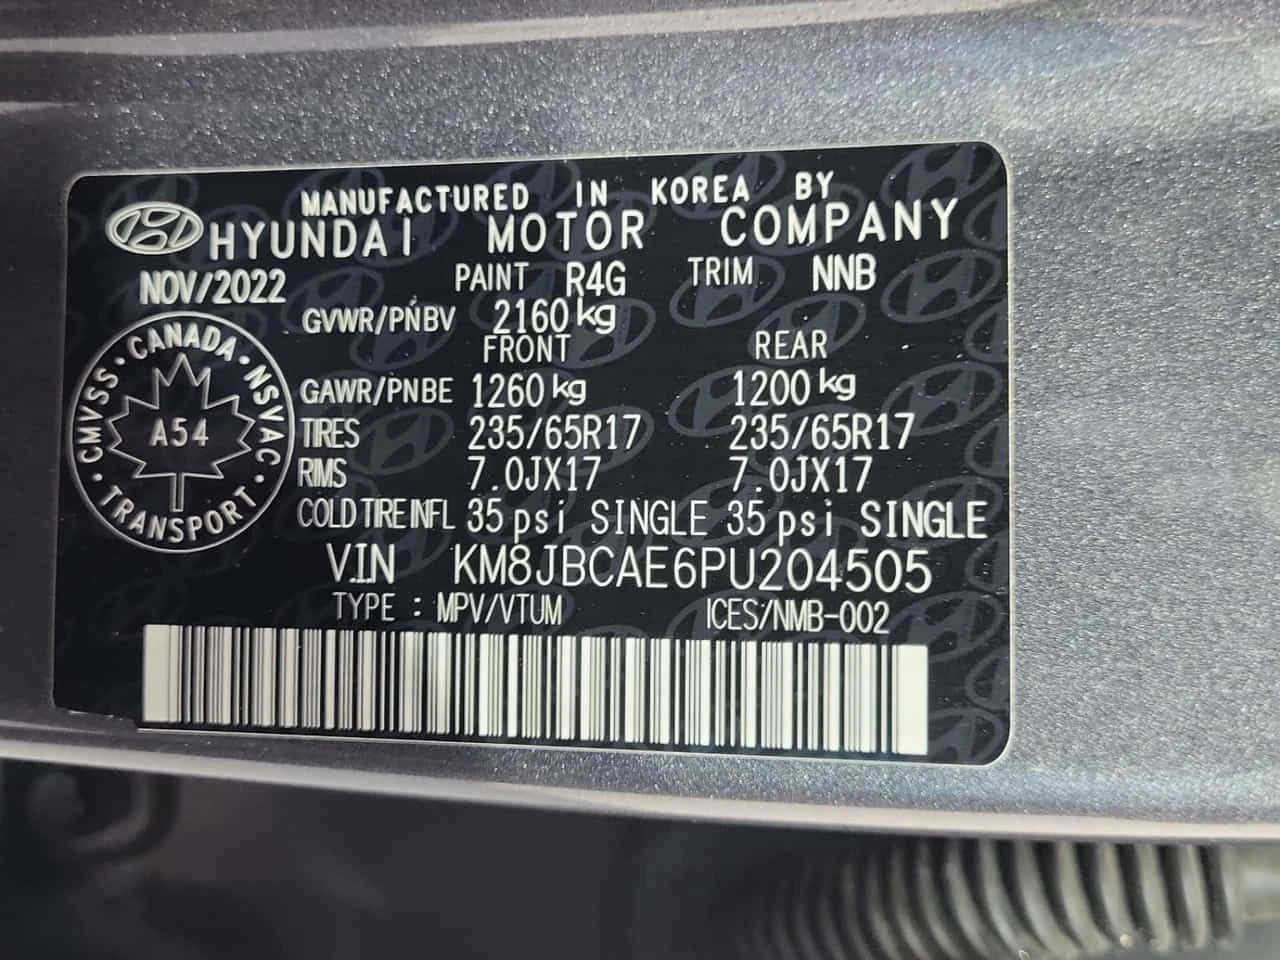 MANUFACTURED IN KOREA BY
HYUNDAI MOTOR COMPANY
NOV/2022 PAINT R4G TRIM NNB
GVWR/PNBV 2160 kg
FRONT REAR
GAWR/PNBE 1260 kg 1200 kg
TIRES 235/65R17 235/65R17
RIMS 7.0JX17 7.0JX17
COLD TIRE INFL 35 psi SINGLE 35 psi SINGLE
VIN KM8JBCAE6PU204505
TYPE : MPV/VTUM ICES/NMB-002
CANADA · NSVAC · TRANSPORT · CMVSS ·
A54